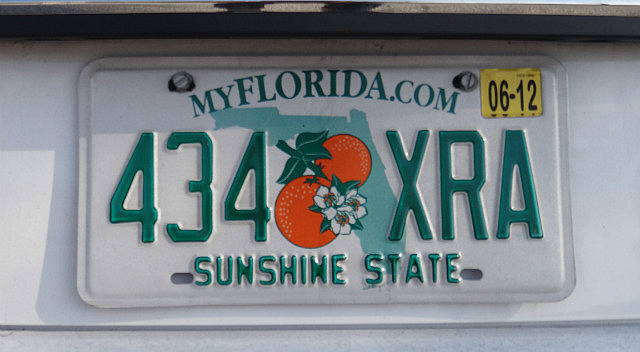 MYFLORIDA.COM
06-12
434 XRA
SUNSHINE STATE